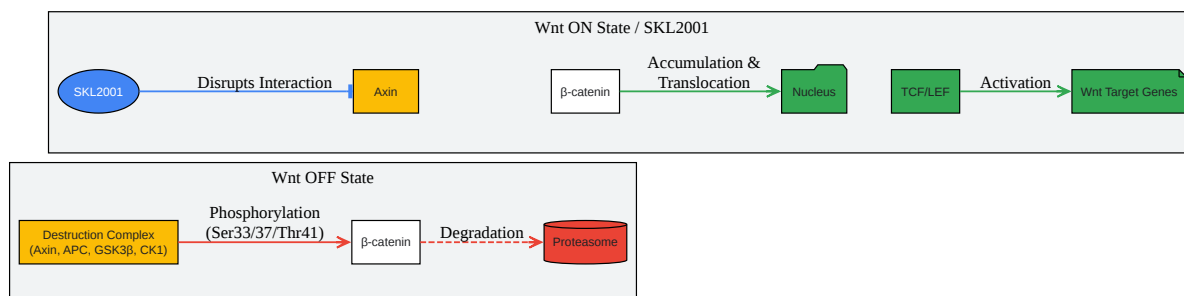 Wnt ON State / SKL2001
SKL2001
Disrupts Interaction
Axin
β-catenin
Accumulation &
Translocation
Nucleus
TCF/LEF
Activation
Wnt Target Genes
Wnt OFF State
Destruction Complex
(Axin, APC, GSK3β, CK1)
Phosphorylation
(Ser33/37/Thr41)
β-catenin
Degradation
Proteasome